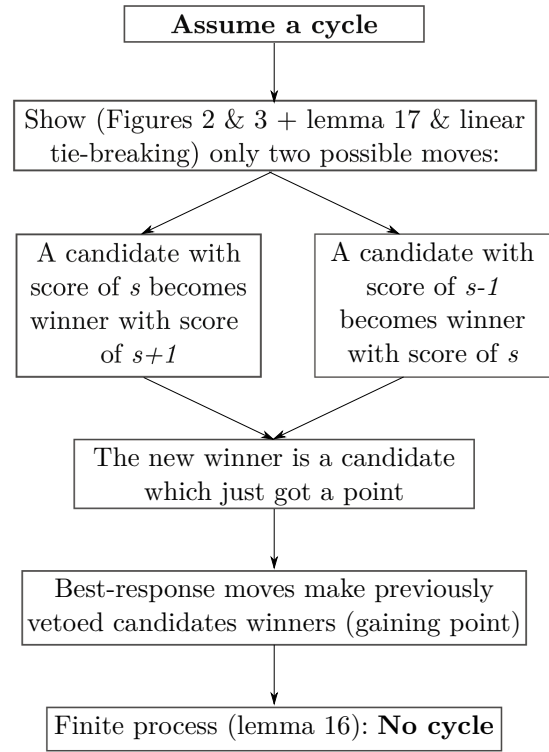 Assume a cycle
Show (Figures 2 & 3 + lemma 17 & linear
tie-breaking) only two possible moves:
A candidate with
score of s becomes
winner with score
of s+1
A candidate with
score of s-1
becomes winner
with score of s
The new winner is a candidate
which just got a point
Best-response moves make previously
vetoed candidates winners (gaining point)
Finite process (lemma 16): No cycle